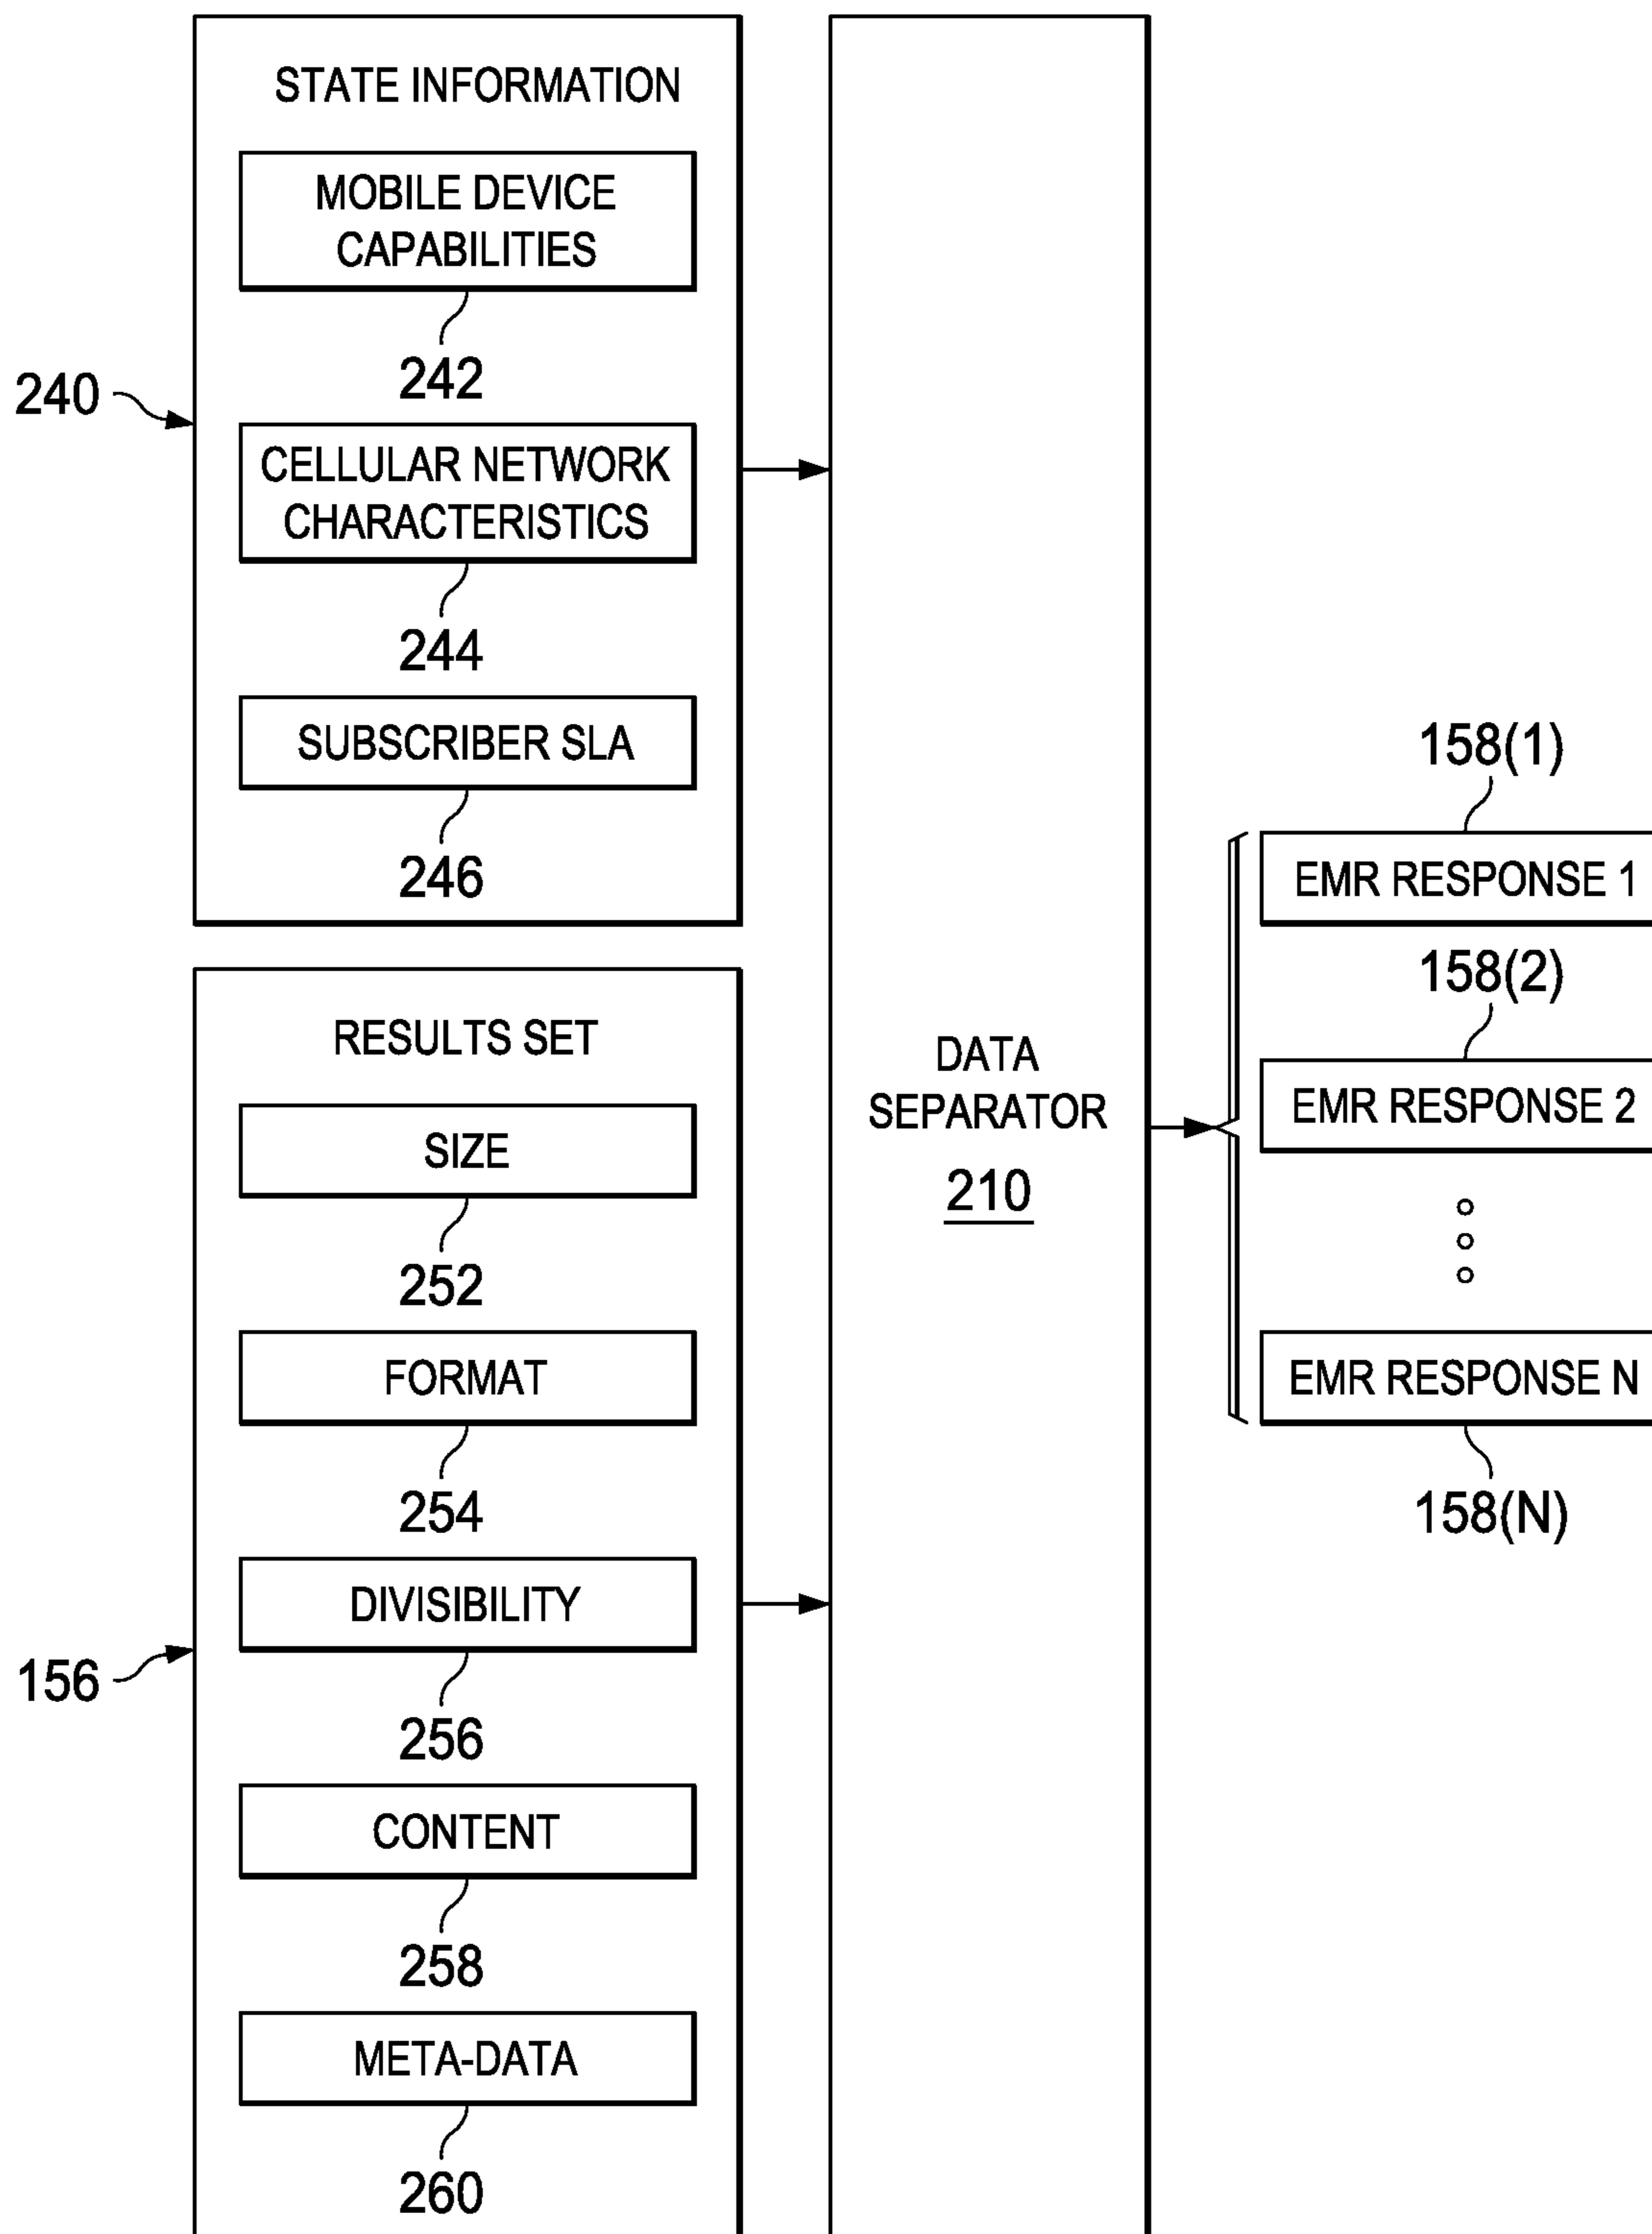 STATE INFORMATION
MOBILE DEVICE
CAPABILITIES
242
240
CELLULAR NETWORK
CHARACTERISTICS
244
SUBSCRIBER SLA
246
RESULTS SET
SIZE
252
FORMAT
254
DIVISIBILITY
156
256
CONTENT
258
META-DATA
260
DATA
SEPARATOR
210
158(1)
EMR RESPONSE 1
158(2)
EMR RESPONSE 2
EMR RESPONSE N
158(N)